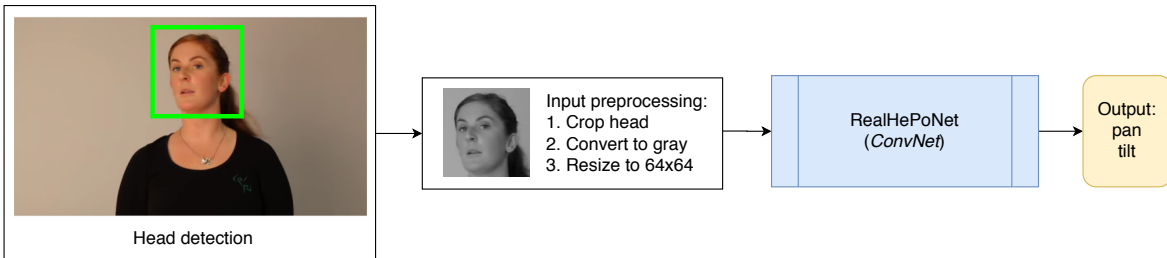 Head detection
Input preprocessing:
1. Crop head
2. Convert to gray
3. Resize to 64x64
RealHePoNet
(ConvNet)
Output:
pan
tilt